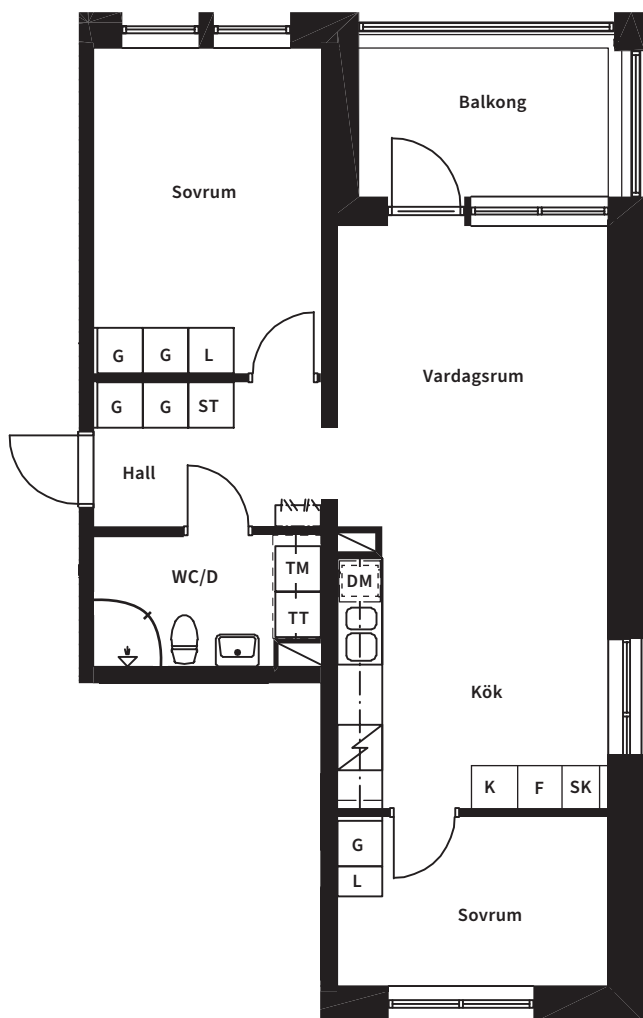 Balkong
Sovrum
G G L
Vardagsrum
G G ST
Hall
TM
WC/D
DM
TT
Kök
K F SK
G
L
Sovrum